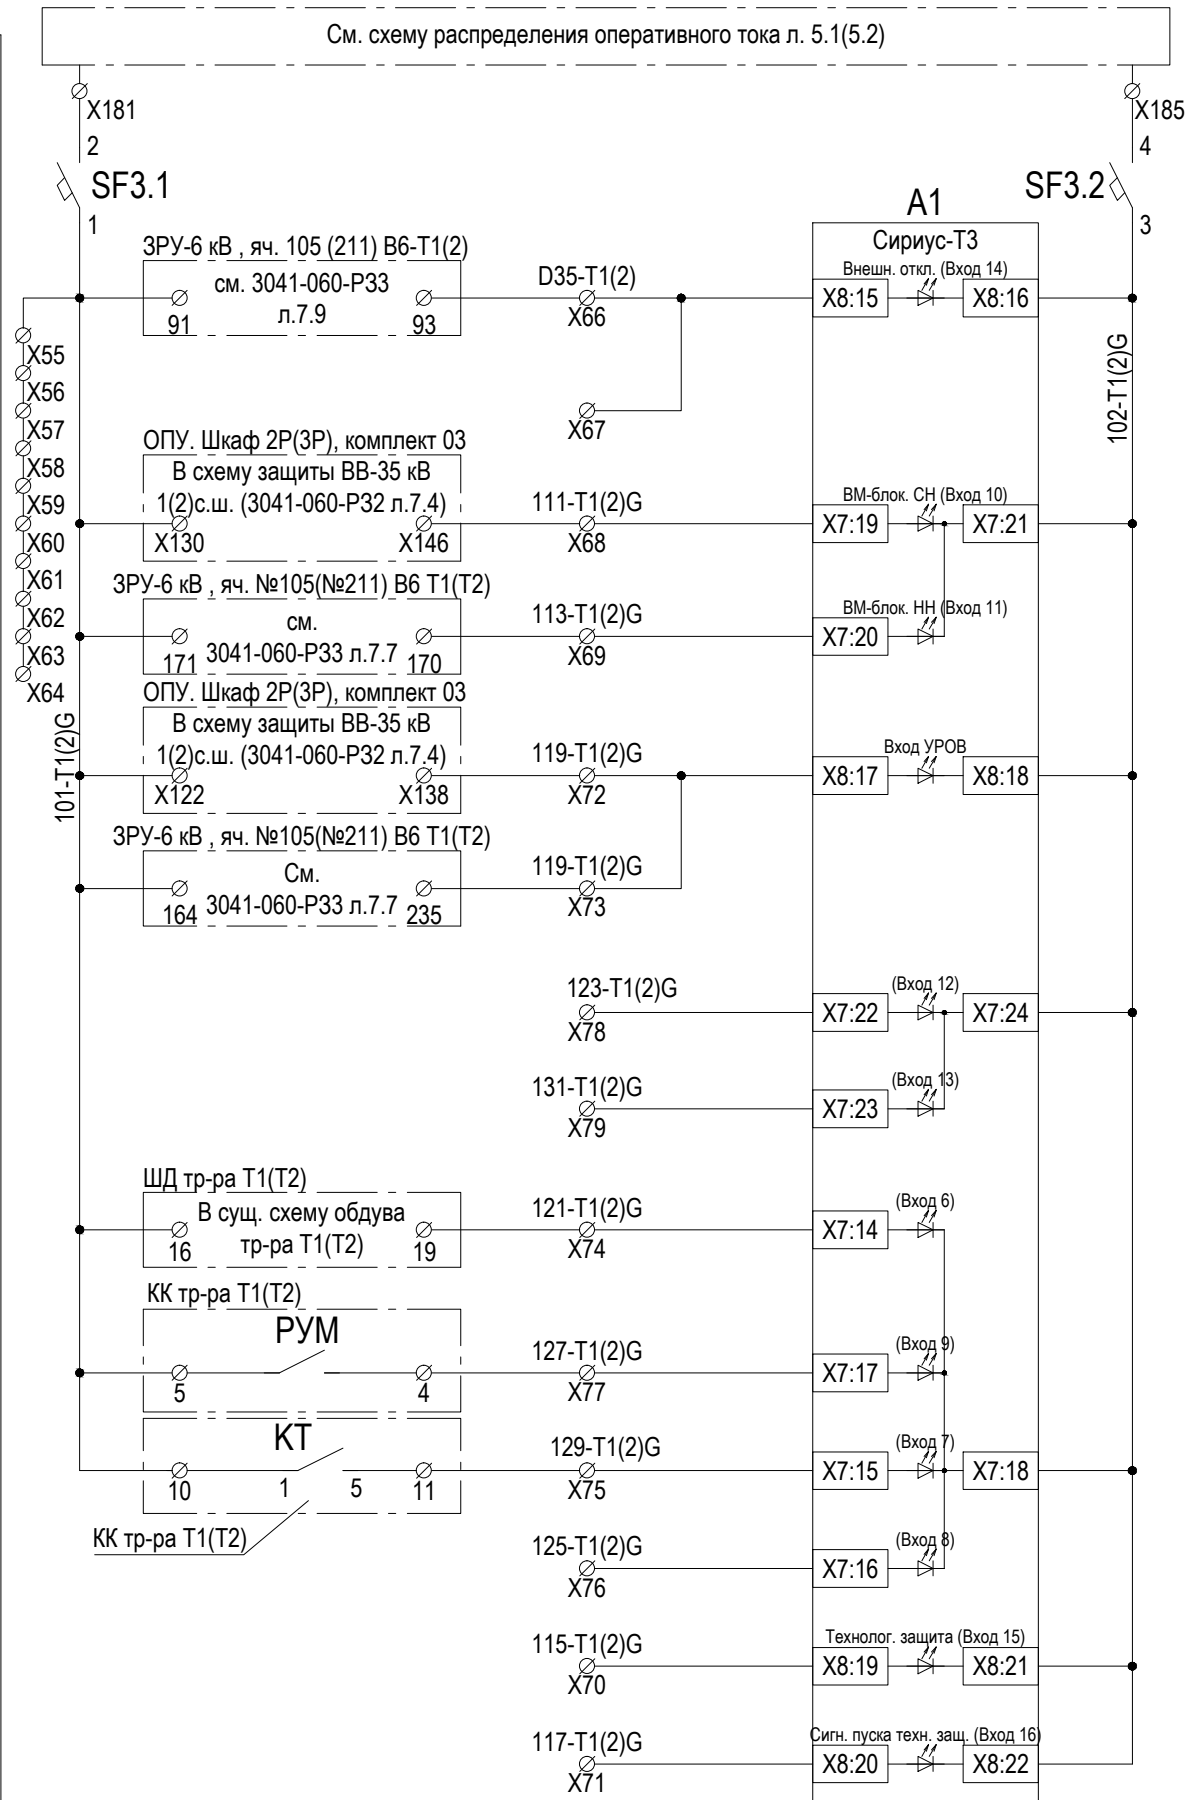 См. схему распределения оперативного тока л. 5.1(5.2)
X181
X185
2
4
SF3.1
SF3.2
1
3
A1
Сириус-Т3
ЗРУ-6 кВ , яч. 105 (211) В6-Т1(2)
см. 3041-060-РЗЗ
л.7.9
91
93
D35-T1(2)
X66
Внешн. откл. (Вход 14)
X8:15
X8:16
X55
X56
X57
X58
X59
X60
X61
X62
X63
X64
101-T1(2)G
102-T1(2)G
X67
ОПУ. Шкаф 2Р(3Р), комплект 03
В схему защиты ВВ-35 кВ
1(2)с.ш. (3041-060-РЗ2 л.7.4)
X130
X146
111-T1(2)G
X68
ВМ-блок. СН (Вход 10)
X7:19
X7:21
ЗРУ-6 кВ , яч. №105(№211) В6 Т1(Т2)
см.
3041-060-РЗЗ л.7.7
171
170
113-T1(2)G
X69
ВМ-блок. НН (Вход 11)
X7:20
ОПУ. Шкаф 2Р(3Р), комплект 03
В схему защиты ВВ-35 кВ
1(2)с.ш. (3041-060-РЗ2 л.7.4)
X122
X138
119-T1(2)G
X72
Вход УРОВ
X8:17
X8:18
ЗРУ-6 кВ , яч. №105(№211) В6 Т1(Т2)
См.
3041-060-РЗЗ л.7.7
164
235
119-T1(2)G
X73
123-T1(2)G
X78
(Вход 12)
X7:22
X7:24
131-T1(2)G
X79
(Вход 13)
X7:23
ШД тр-ра Т1(Т2)
В сущ. схему обдува
тр-ра Т1(Т2)
16
19
121-T1(2)G
X74
(Вход 6)
X7:14
КК тр-ра Т1(Т2)
РУМ
5
4
127-T1(2)G
X77
(Вход 9)
X7:17
КТ
10
1
5
11
129-T1(2)G
X75
(Вход 7)
X7:15
X7:18
КК тр-ра Т1(Т2)
125-T1(2)G
X76
(Вход 8)
X7:16
115-T1(2)G
X70
Технолог. защита (Вход 15)
X8:19
X8:21
117-T1(2)G
X71
Сигн. пуска техн. защ. (Вход 16)
X8:20
X8:22